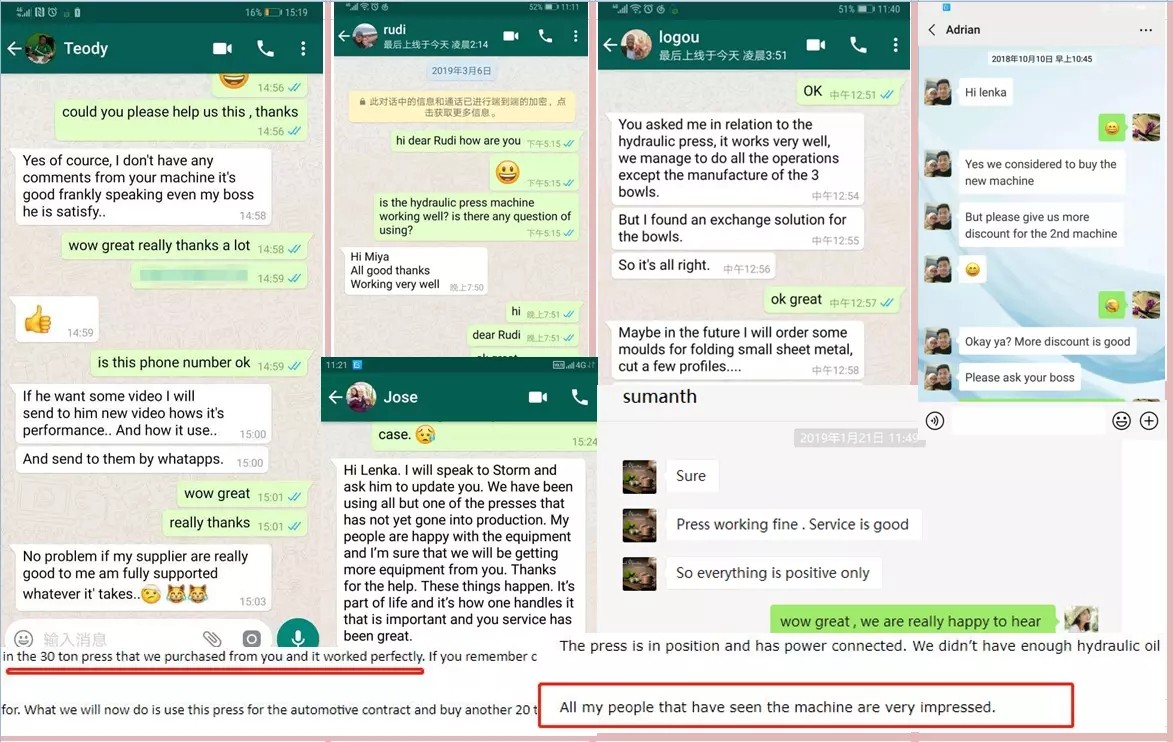 16% 15:19
Teody
14:56
could you please help us this , thanks
14:56
Yes of cource, I don't have any
comments from your machine it's
good frankly speaking even my boss
he is satisfy..
14:58
wow great really thanks a lot 14:58
14:59
14:59
is this phone number ok 14:59
If he want some video I will
send to him new video hows it's
performance.. And how it use..
15:00
And send to them by whatapps. 15:00
wow great 15:01
really thanks 15:01
No problem if my supplier are really
good to me am fully supported
whatever it' takes..
15:03
输入消息
52% 11:11
rudi
最后上线于今天 凌晨2:14
2019年3月6日
此对话中的信息和通话已进行端到端的加密，点
击获取更多信息。
hi dear Rudi how are you 下午5:15
下午5:15
is the hydraulic press machine
working well? is there any question of
using?
下午5:15
Hi Miya
All good thanks
Working very well 晚上7:50
hi 晚上7:51
dear Rudi 晚上7:51
11:21
4G
Jose
case.
15:24
Hi Lenka. I will speak to Storm and
ask him to update you. We have been
using all but one of the presses that
has not yet gone into production. My
people are happy with the equipment
and I'm sure that we will be getting
more equipment from you. Thanks
for the help. These things happen. It's
part of life and it's how one handles it
that is important and you service has
been great.
51% 11:40
logou
最后上线于今天 凌晨3:51
OK 中午12:51
You asked me in relation to the
hydraulic press, it works very well,
we manage to do all the operations
except the manufacture of the 3
bowls.
中午12:54
But I found an exchange solution for
the bowls.
中午12:55
So it's all right. 中午12:56
ok great 中午12:57
Maybe in the future I will order some
moulds for folding small sheet metal,
cut a few profiles....
中午12:58
Adrian
2018年10月10日 早上10:45
Hi lenka
Yes we considered to buy the
new machine
But please give us more
discount for the 2nd machine
Okay ya? More discount is good
Please ask your boss
sumanth
2019年1月21日 11:49
Sure
Press working fine . Service is good
So everything is positive only
wow great , we are really happy to hear
in the 30 ton press that we purchased from you and it worked perfectly. If you remember c
for. What we will now do is use this press for the automotive contract and buy another 20 t
The press is in position and has power connected. We didn't have enough hydraulic oil
All my people that have seen the machine are very impressed.